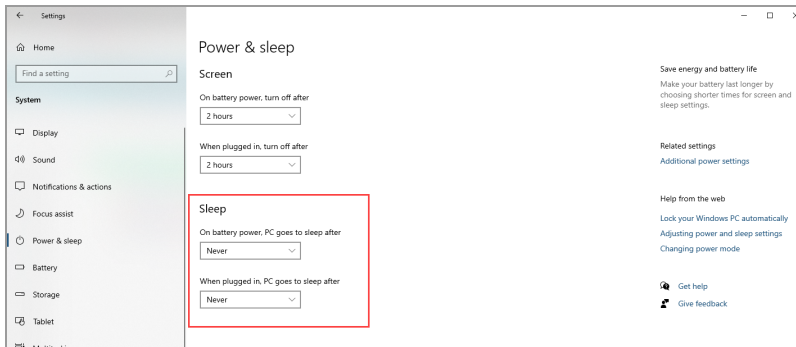 Settings
Home
Find a setting
System
Display
Sound
Notifications & actions
Focus assist
Power & sleep
Battery
Storage
Tablet
Power & sleep
Screen
On battery power, turn off after
2 hours
When plugged in, turn off after
2 hours
Sleep
On battery power, PC goes to sleep after
Never
When plugged in, PC goes to sleep after
Never
Save energy and battery life
Make your battery last longer by
choosing shorter times for screen and
sleep settings.
Related settings
Additional power settings
Help from the web
Lock your Windows PC automatically
Adjusting power and sleep settings
Changing power mode
Get help
Give feedback